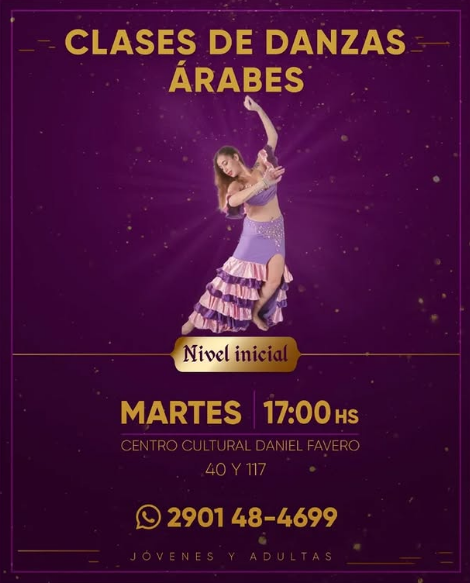 CLASES DE DANZAS
ÁRABES
Nivel inicial
MARTES | 17:00 HS
CENTRO CULTURAL DANIEL FAVERO
40 Y 117
2901 48-4699
JÓVENES Y ADULTAS